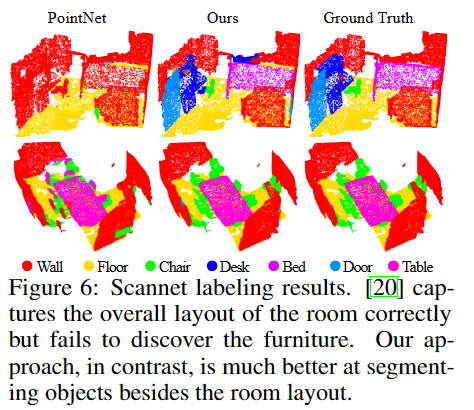 PointNet Ours Ground Truth
Wall Floor Chair Desk Bed Door Table
Figure 6: Scannet labeling results. [20] cap-
tures the overall layout of the room correctly
but fails to discover the furniture. Our ap-
proach, in contrast, is much better at segment-
ing objects besides the room layout.